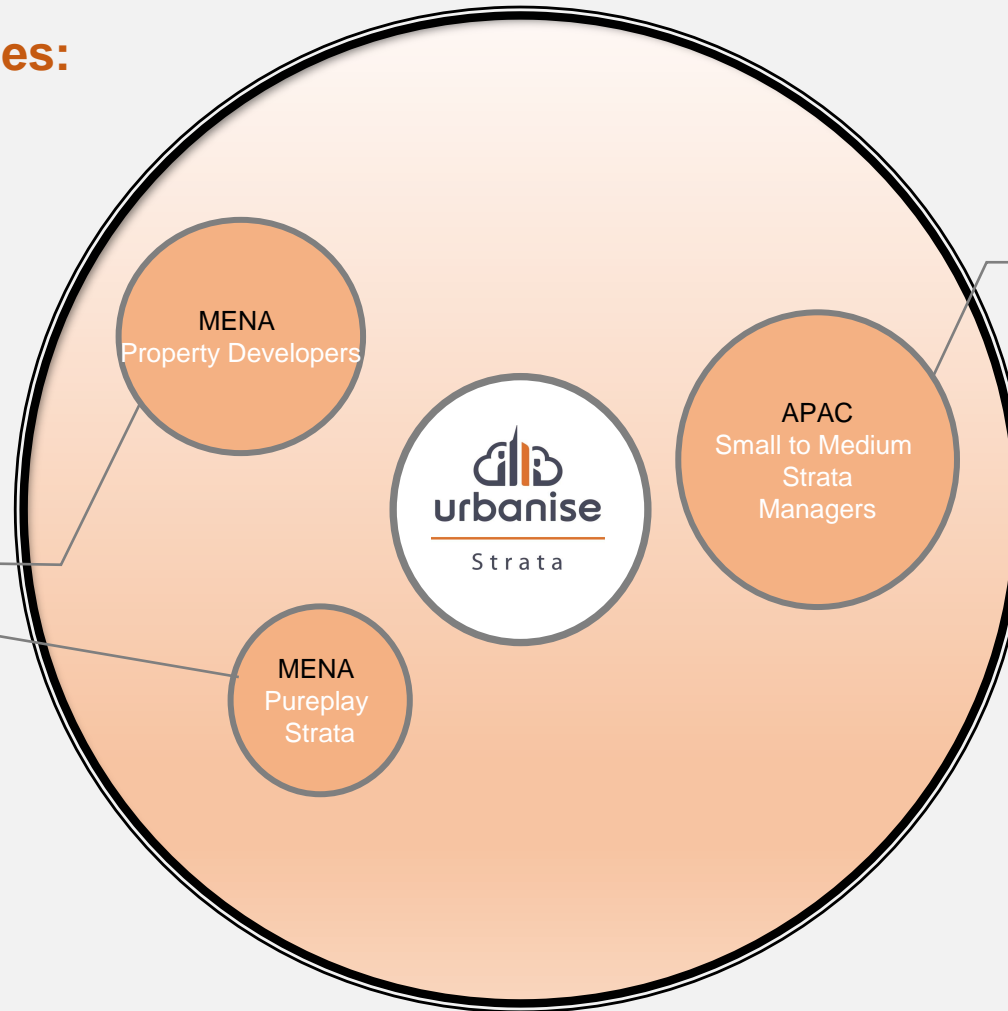 es:
MENA
Property Developers
APAC
Small to Medium
Strata
Managers
urbanise
Strata
MENA
Pureplay
Strata